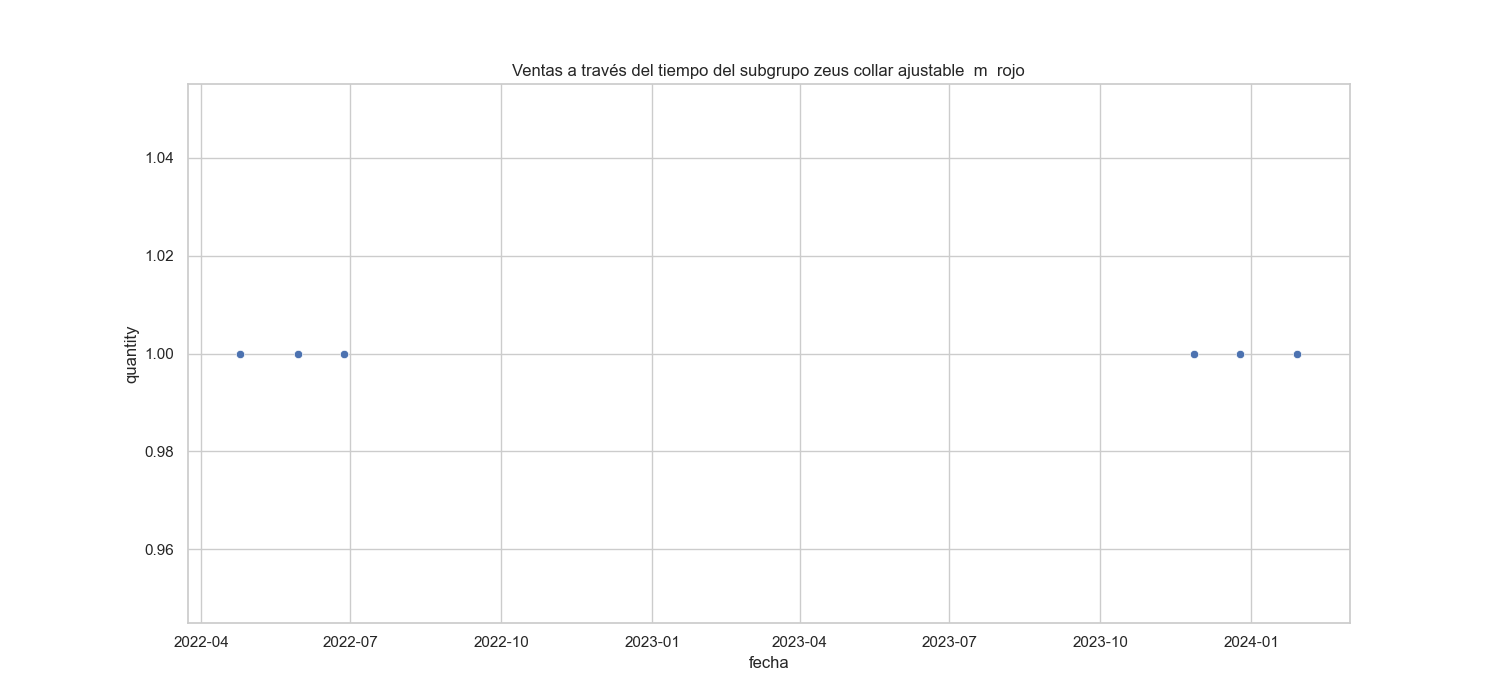 Ventas a través del tiempo del subgrupo zeus collar ajustable  m  rojo
1.04
1.02
1.00
0.98
0.96
quantity
2022-04 2022-07 2022-10 2023-01 2023-04 2023-07 2023-10 2024-01
fecha